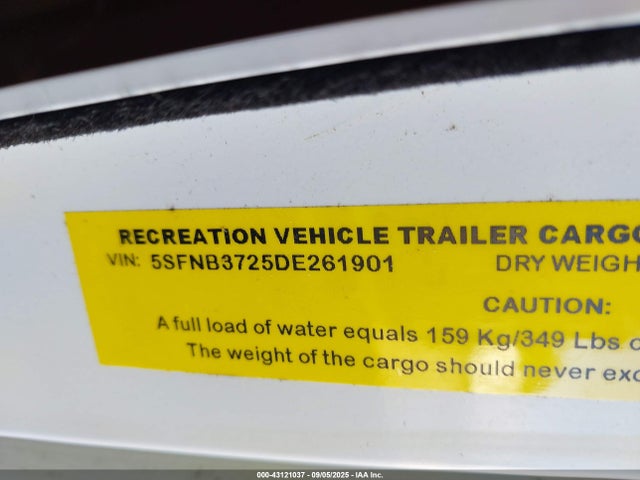 RECREATION VEHICLE TRAILER CARGO
VIN: 5SFNB3725DE261901 DRY WEIGH
CAUTION:
A full load of water equals 159 Kg/349 Lbs
The weight of the cargo should never exc
000-43121037 - 09/05/2025 - IAA Inc.